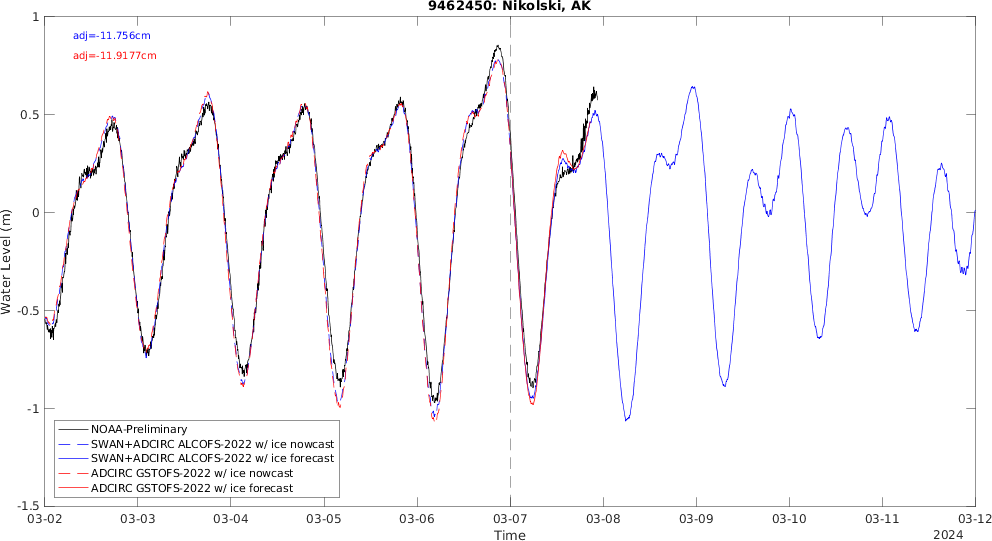 9462450: Nikolski, AK
adj=-11.756cm
adj=-11.9177cm
1
0.5
0
-0.5
-1
-1.5
Water Level (m)
NOAA-Preliminary
SWAN+ADCIRC ALCOFS-2022 w/ ice nowcast
SWAN+ADCIRC ALCOFS-2022 w/ ice forecast
ADCIRC GSTOFS-2022 w/ ice nowcast
ADCIRC GSTOFS-2022 w/ ice forecast
03-02 03-03 03-04 03-05 03-06 03-07 03-08 03-09 03-10 03-11 03-12
Time
2024